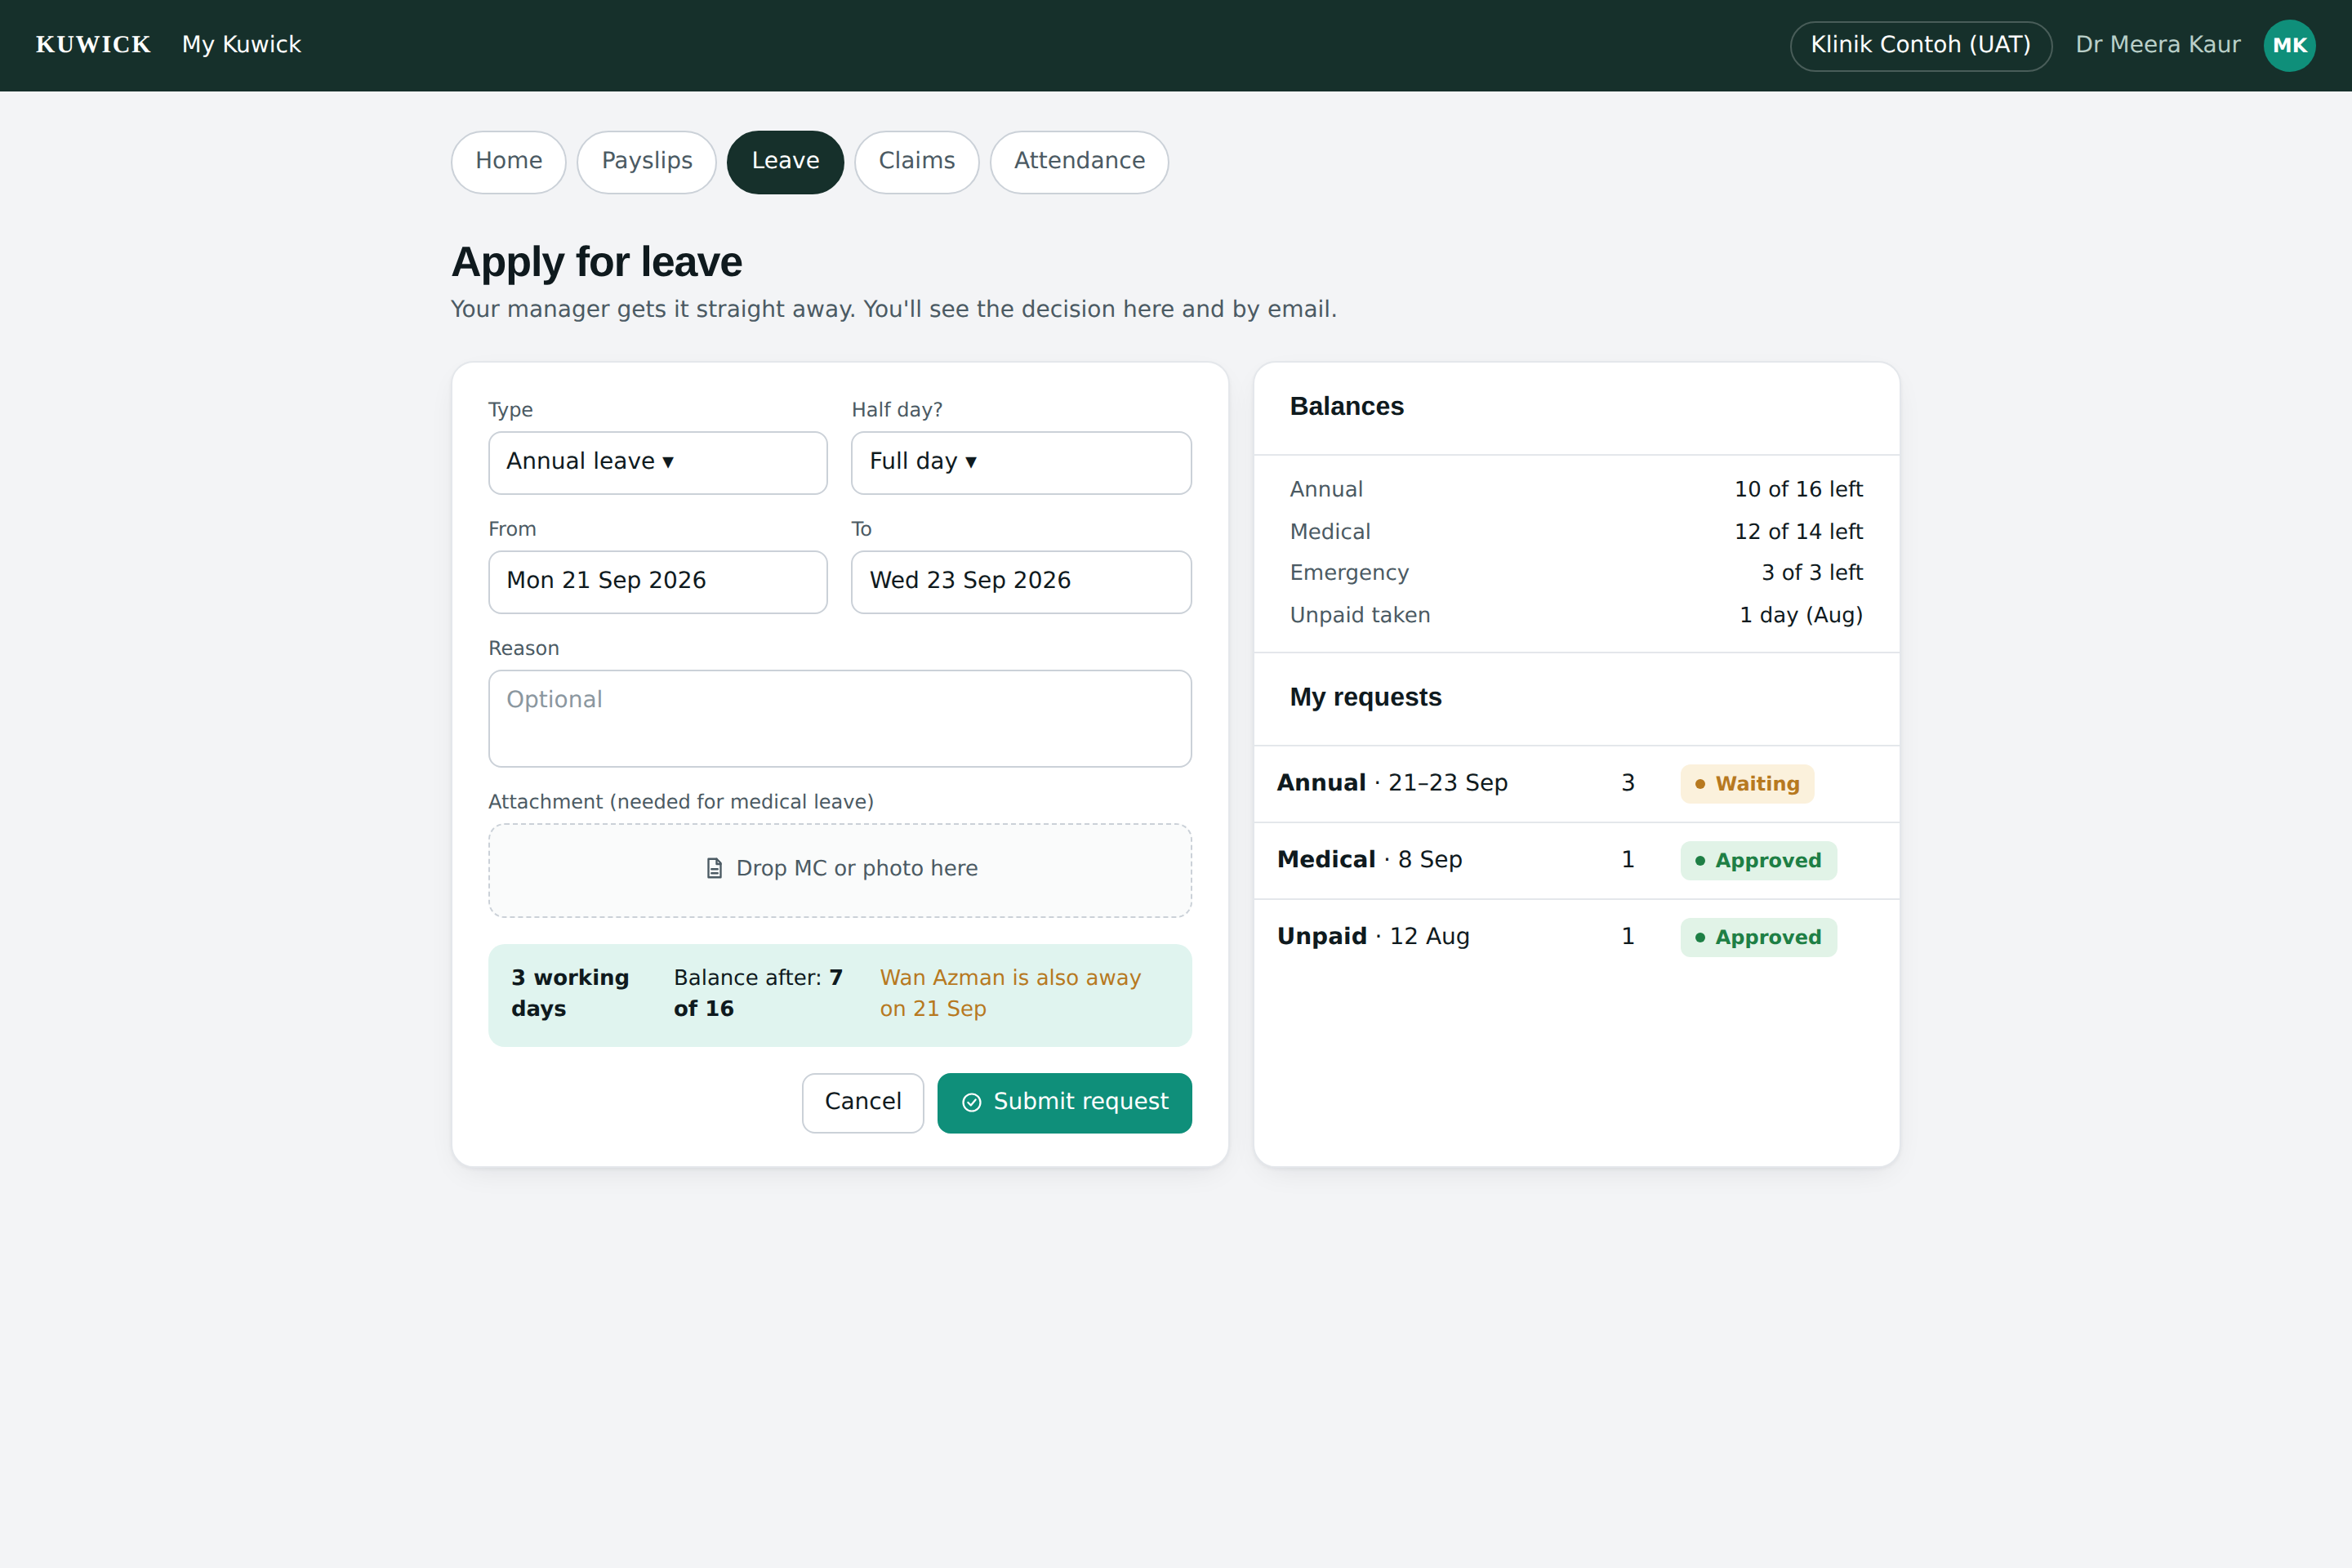 KUWICK My Kuwick Klinik Contoh (UAT) Dr Meera Kaur MK
Home Payslips Leave Claims Attendance
Apply for leave
Your manager gets it straight away. You'll see the decision here and by email.
Type Half day?
Annual leave ▾ Full day ▾
From To
Mon 21 Sep 2026 Wed 23 Sep 2026
Reason
Optional
Attachment (needed for medical leave)
Drop MC or photo here
3 working
days
Balance after: 7
of 16
Wan Azman is also away
on 21 Sep
Cancel Submit request
Balances
Annual 10 of 16 left
Medical 12 of 14 left
Emergency 3 of 3 left
Unpaid taken 1 day (Aug)
My requests
Annual · 21–23 Sep 3 Waiting
Medical · 8 Sep 1 Approved
Unpaid · 12 Aug 1 Approved